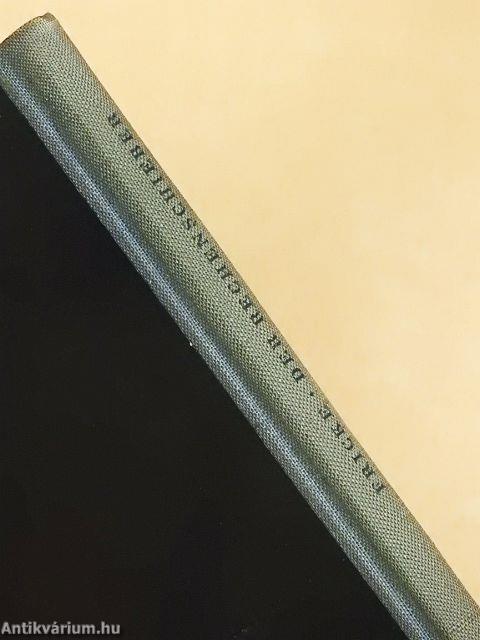 FRICKE · DER RECHENSCHIEBER
Antikvárium.hu